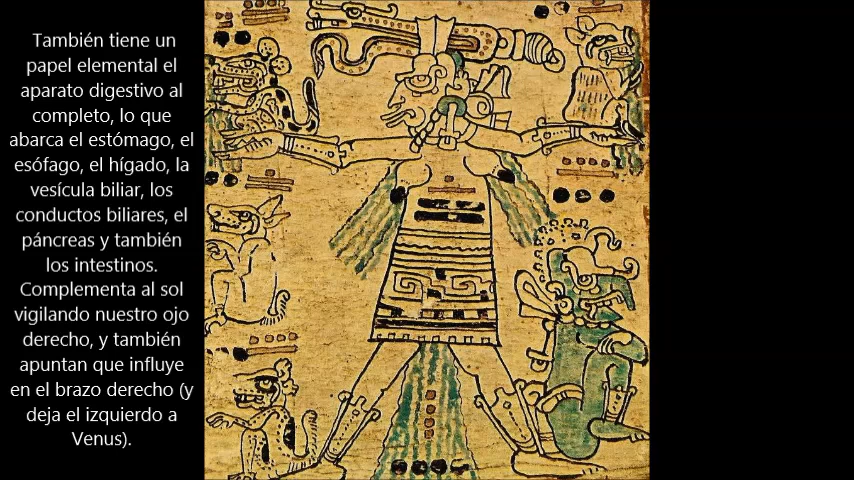 También tiene un
papel elemental el
aparato digestivo al
completo, lo que
abarca el estómago, el
esófago, el hígado, la
vesícula biliar, los
conductos biliares, el
páncreas y también
los intestinos.
Complementa al sol
vigilando nuestro ojo
derecho, y también
apuntan que influye
en el brazo derecho (y
deja el izquierdo a
Venus).